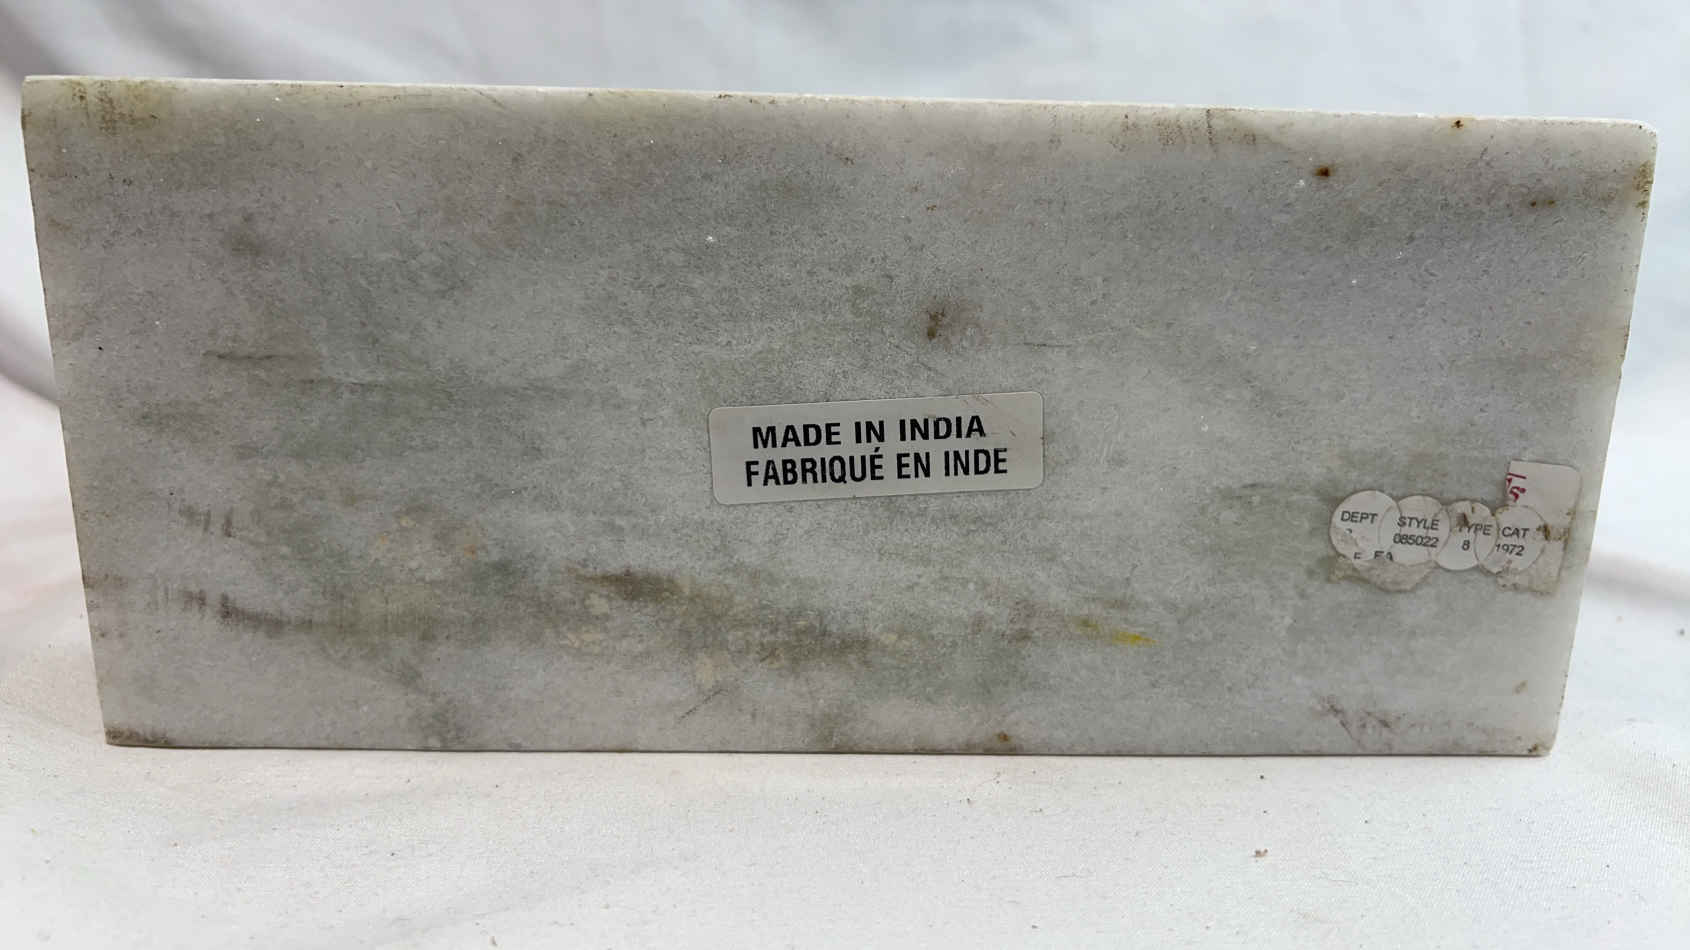 MADE IN INDIA
FABRIQUÉ EN INDE
DEPT STYLE TYPE CAT
085022 8 1972